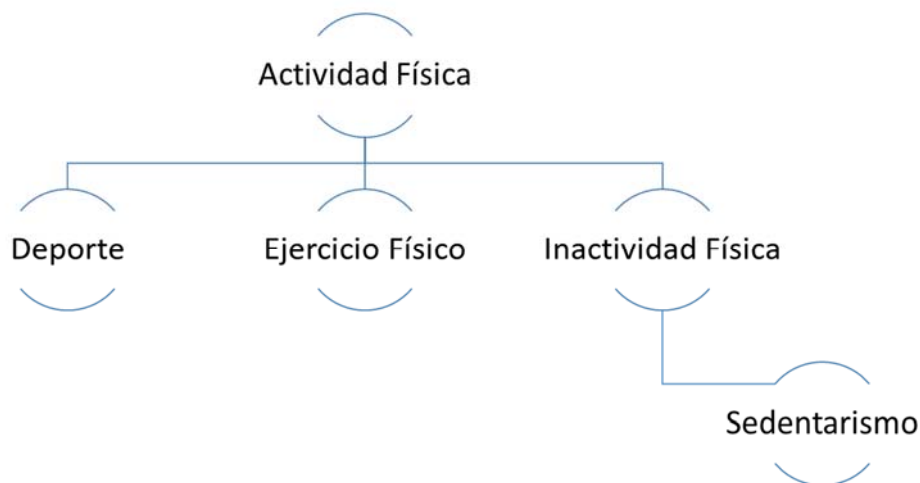 Actividad Física
Deporte
Ejercicio Físico
Inactividad Física
Sedentarismo